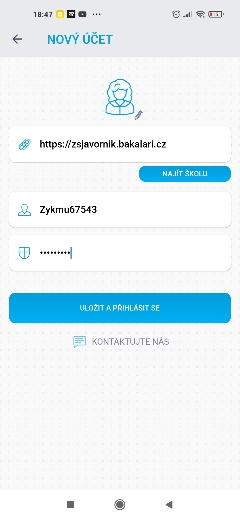 18:47
NOVÝ ÚČET
https://zsjavornik.bakalari.cz
NAJÍT ŠKOLU
Zykmu67543
•••••••••
ULOŽIT A PŘIHLÁSIT SE
KONTAKTUJTE NÁS